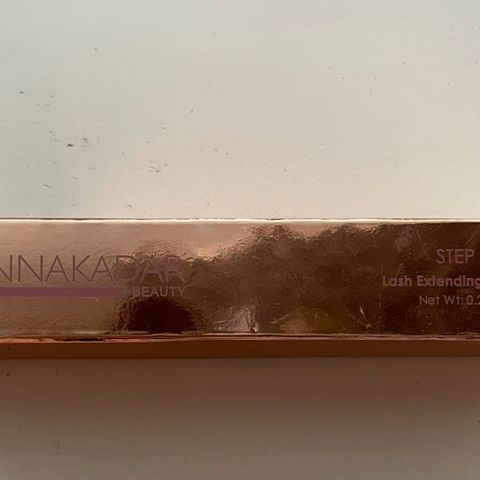 NNAKADAR
BEAUTY
STEP
Lash Extending
Net Wt: 0.2